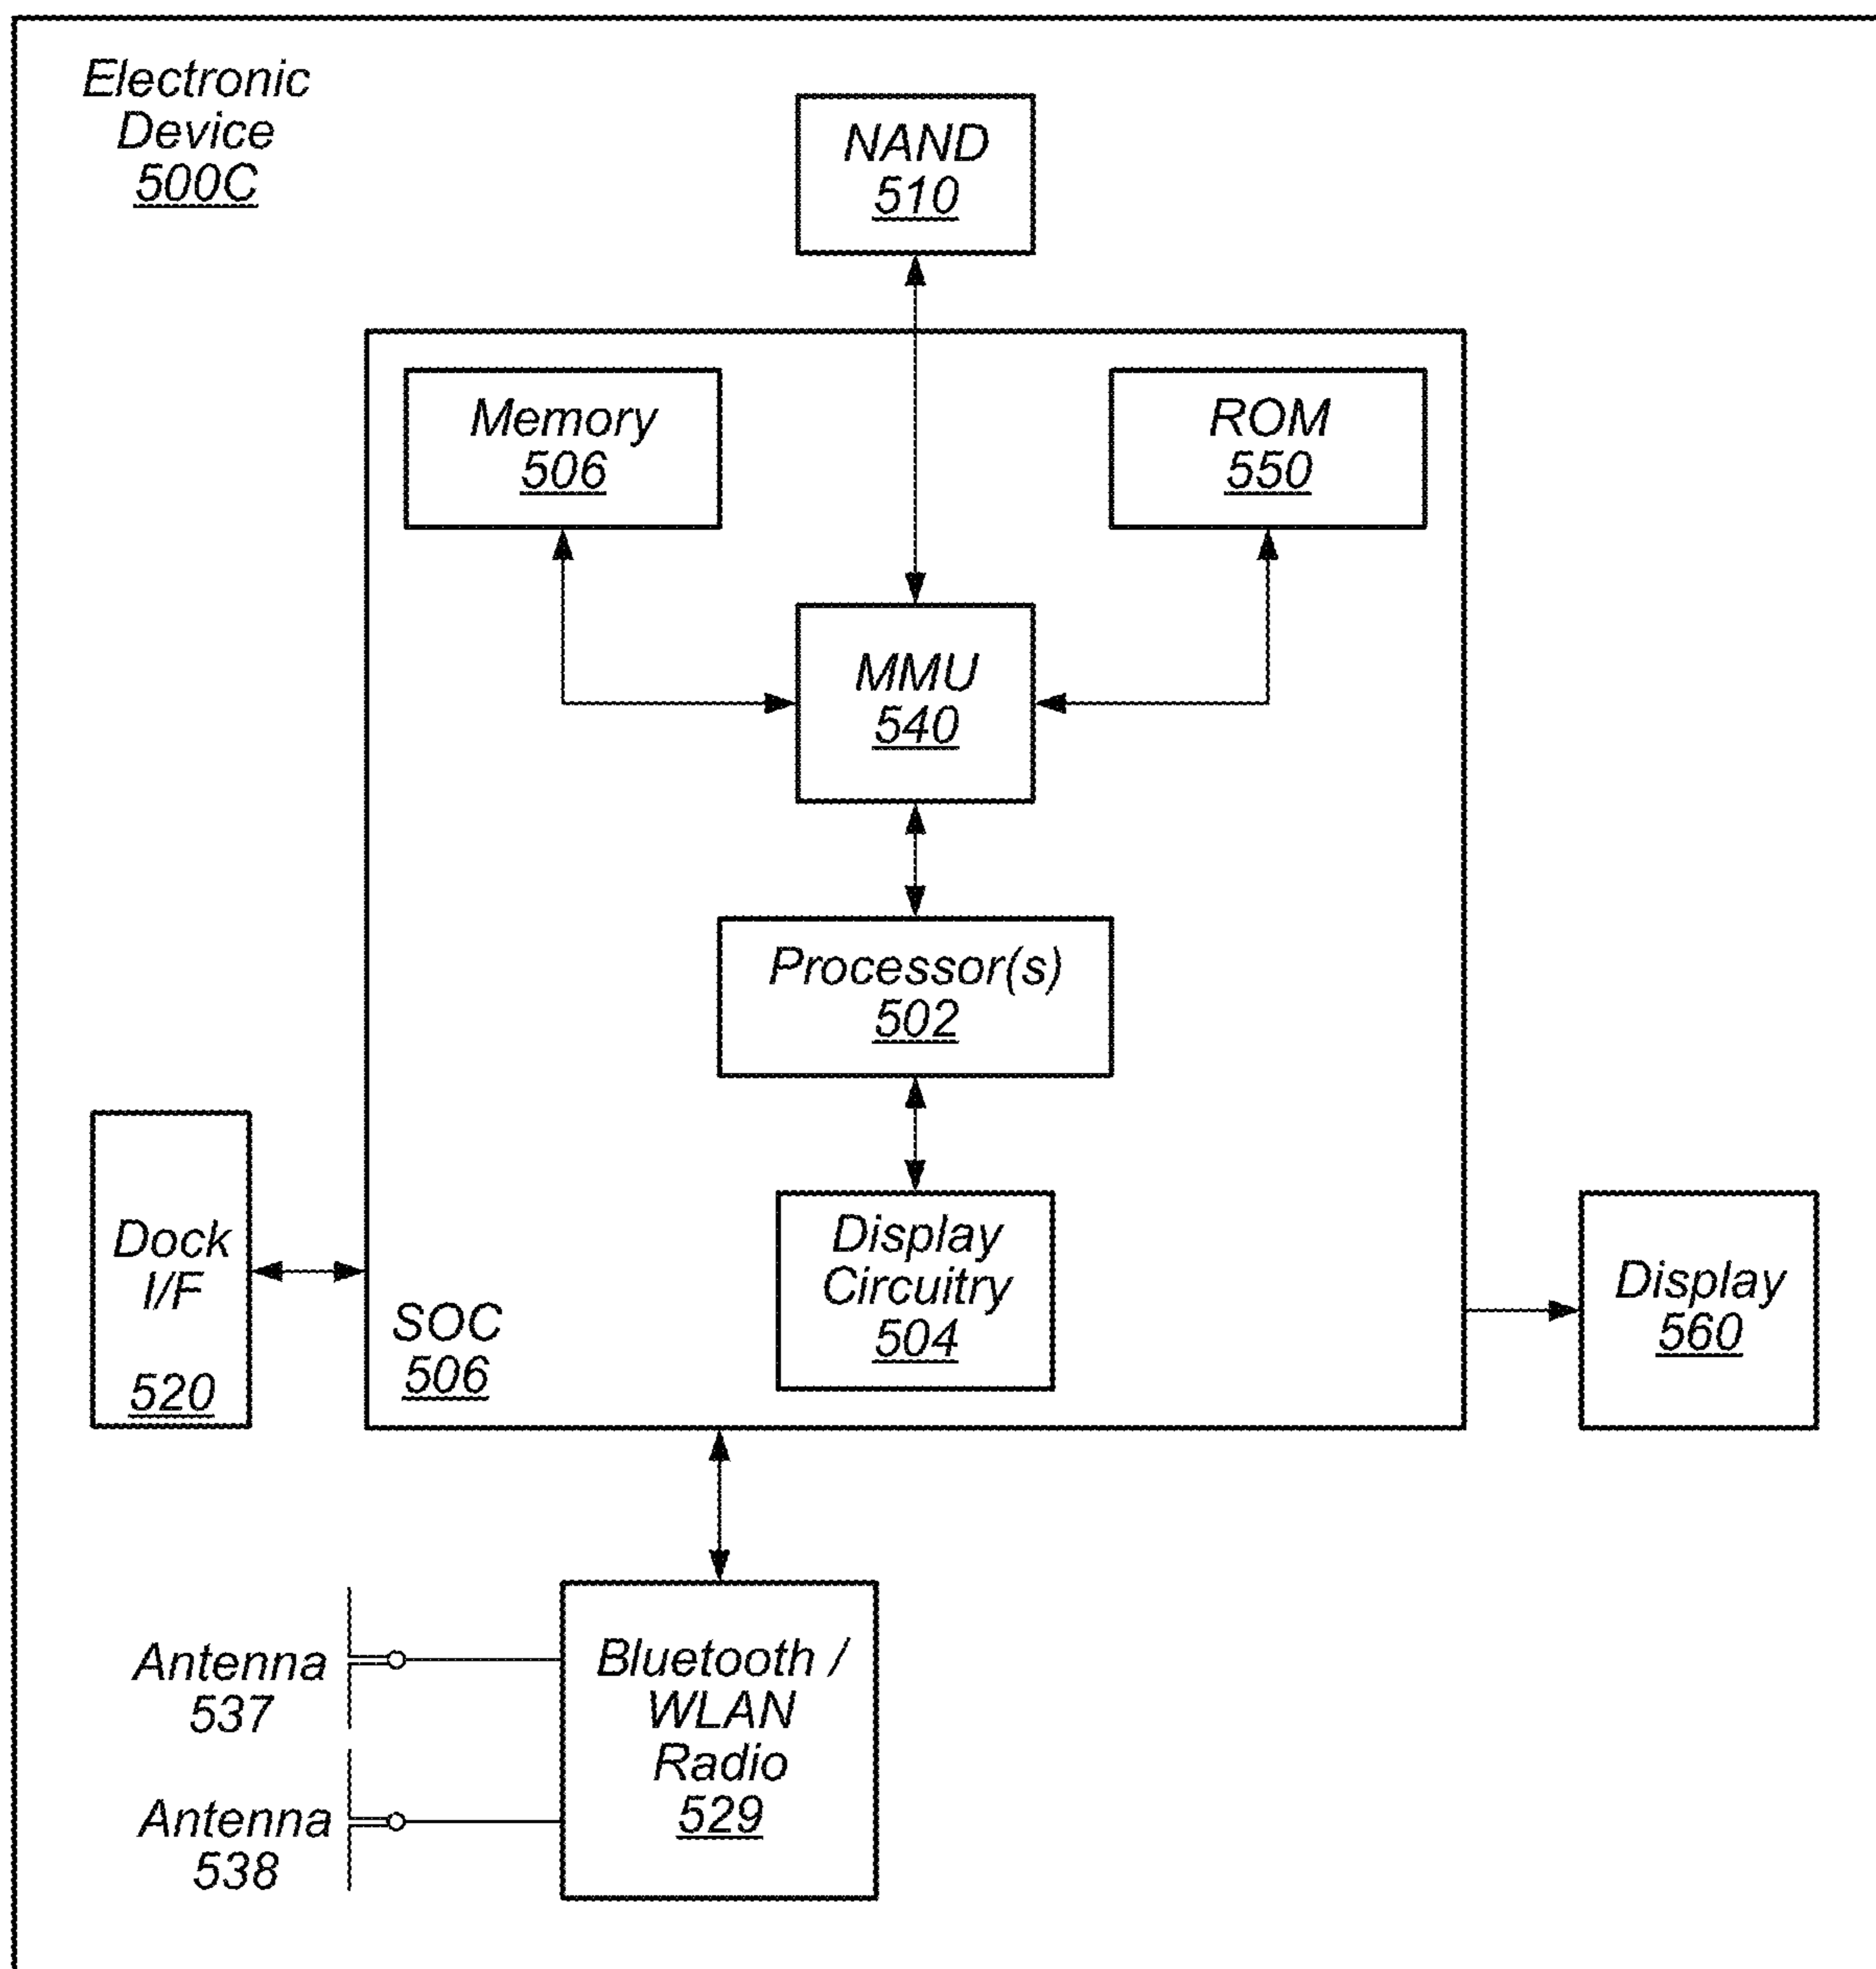 Electronic
Device
500C
NAND
510
Memory
506
ROM
550
MMU
540
Processor(s)
502
Display
Circuitry
504
SOC
506
Dock
I/F
520
Display
560
Bluetooth /
WLAN
Radio
529
Antenna
537
Antenna
538